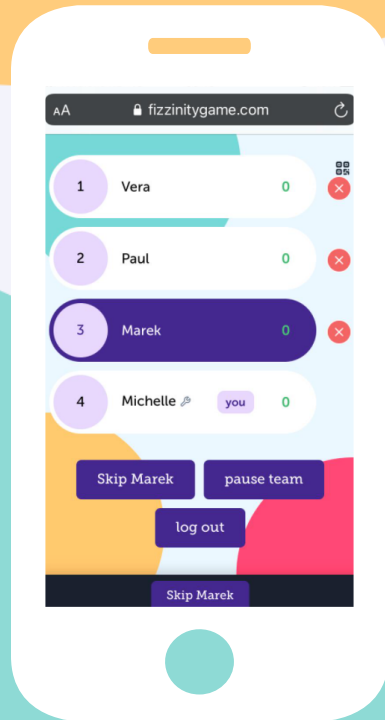 AA fizzinitygame.com
1 Vera 0
2 Paul 0
3 Marek 0
4 Michelle you 0
Skip Marek pause team
log out
Skip Marek